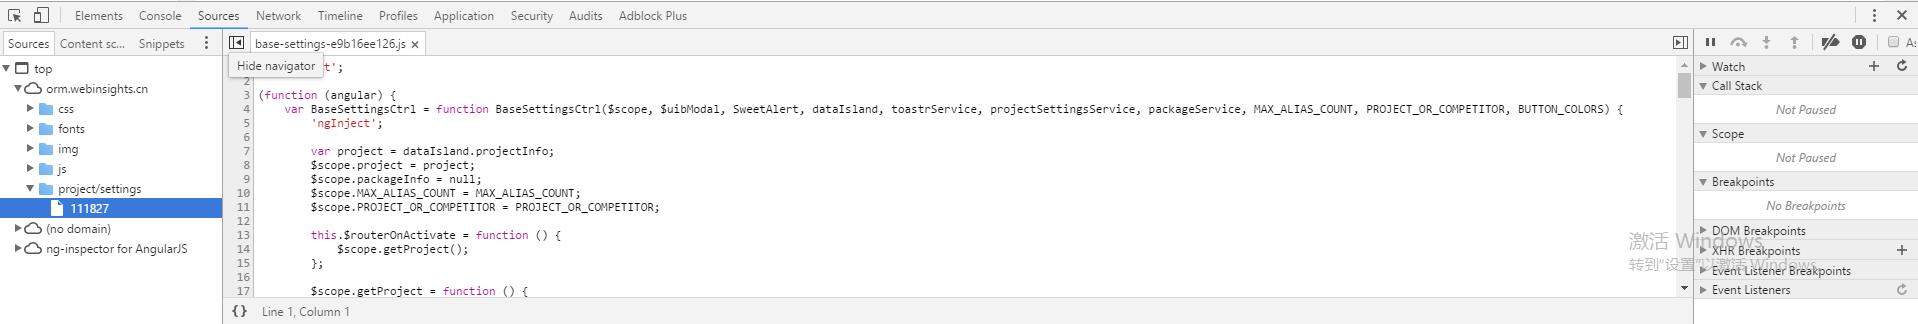 Elements Console Sources Network Timeline Profiles Application Security Audits Adblock Plus
Sources Content sc... Snippets
top
orm.webinsights.cn
css
fonts
img
js
project/settings
111827
(no domain)
ng-inspector for AngularJS
base-settings-e9b16ee126.js ×
Hide navigator
t';
2
3 (function (angular) {
4 var BaseSettingsCtrl = function BaseSettingsCtrl($scope, $uibModal, SweetAlert, dataIsland, toastrService, projectSettingsService, packageService, MAX_ALIAS_COUNT, PROJECT_OR_COMPETITOR, BUTTON_COLORS) {
5 'ngInject';
6
7 var project = dataIsland.projectInfo;
8 $scope.project = project;
9 $scope.packageInfo = null;
10 $scope.MAX_ALIAS_COUNT = MAX_ALIAS_COUNT;
11 $scope.PROJECT_OR_COMPETITOR = PROJECT_OR_COMPETITOR;
12
13 this.$routerOnActivate = function () {
14 $scope.getProject();
15 };
16
17 $scope.getProject = function () {
{} Line 1, Column 1
As
Watch
Call Stack
Not Paused
Scope
Not Paused
Breakpoints
No Breakpoints
DOM Breakpoints
XHR Breakpoints
Event Listener Breakpoints
Event Listeners
激活 Windows
转到"设置"以激活 Windows